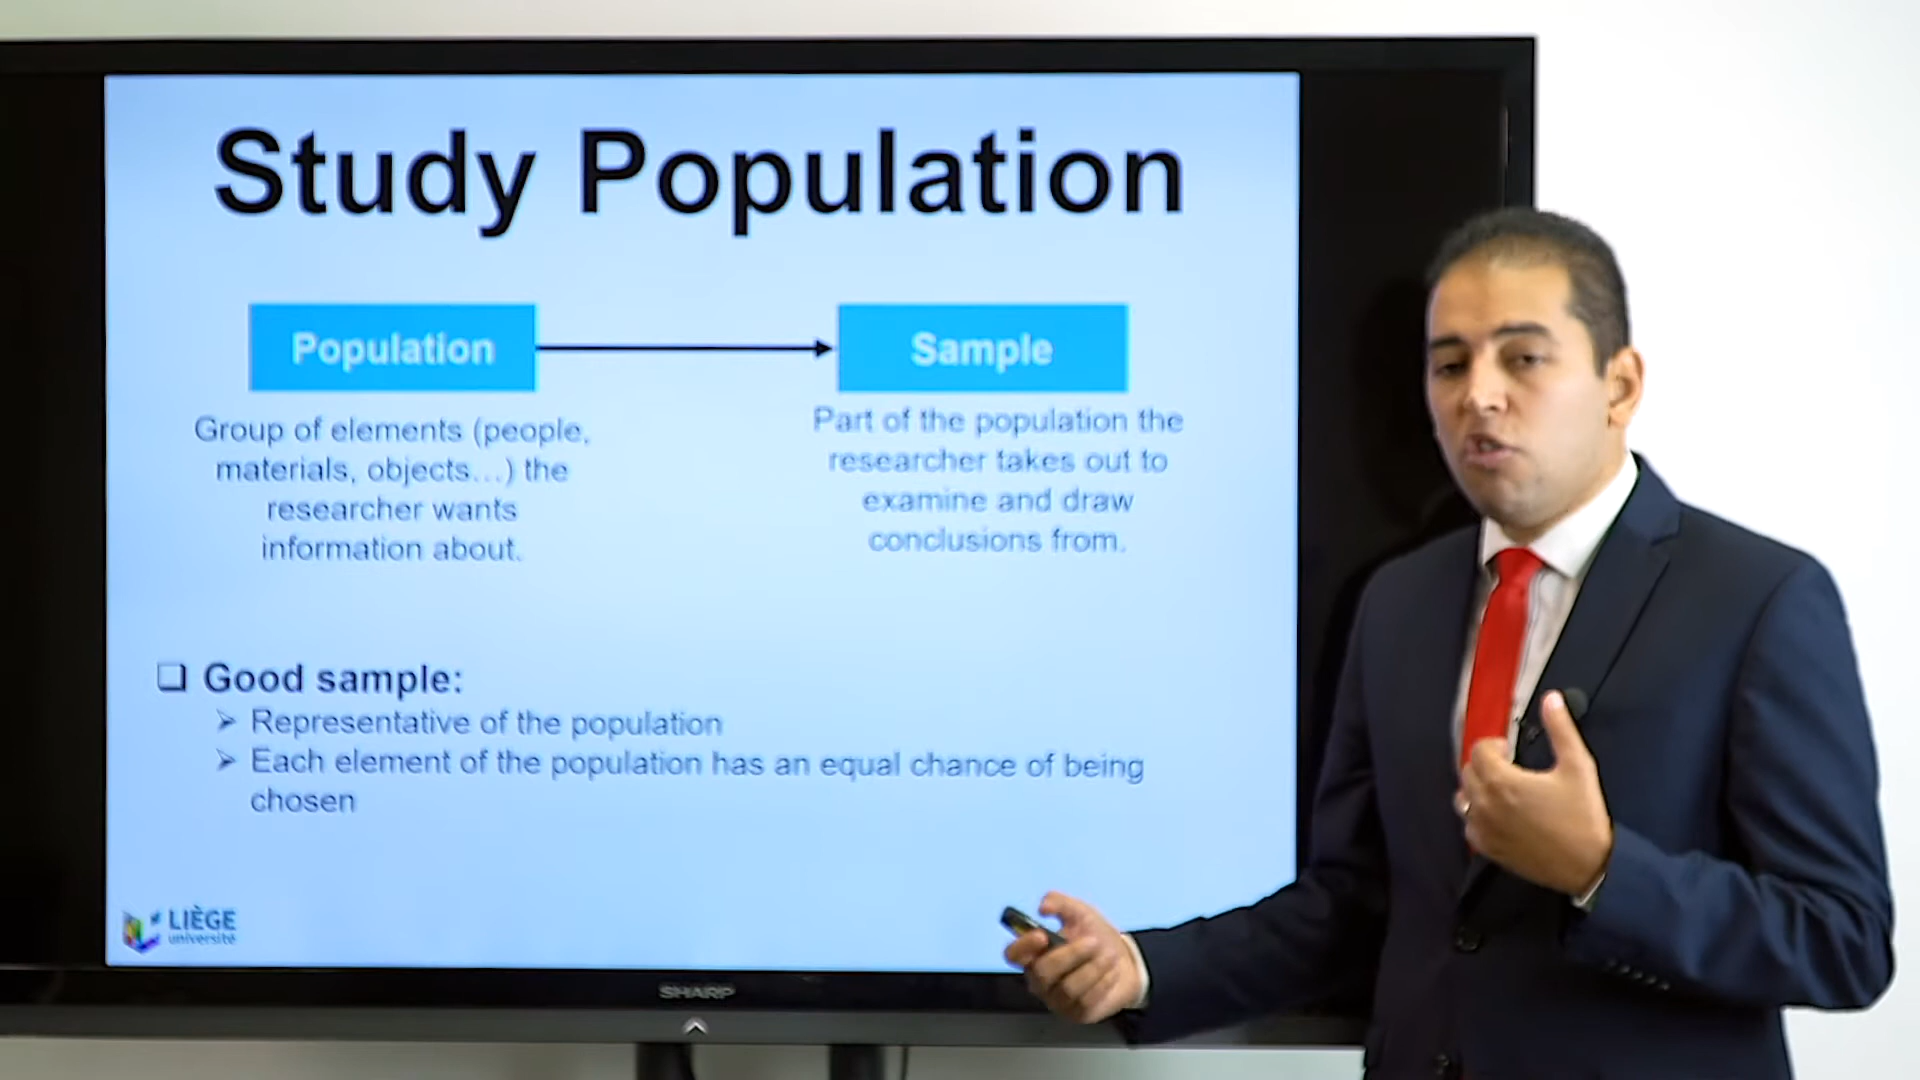 Study Population
Population
Sample
Group of elements (people,
materials, objects...) the
researcher wants
information about.
Part of the population the
researcher takes out to
examine and draw
conclusions from.
Good sample:
Representative of the population
Each element of the population has an equal chance of being
chosen
LIÈGE
université
SHARP